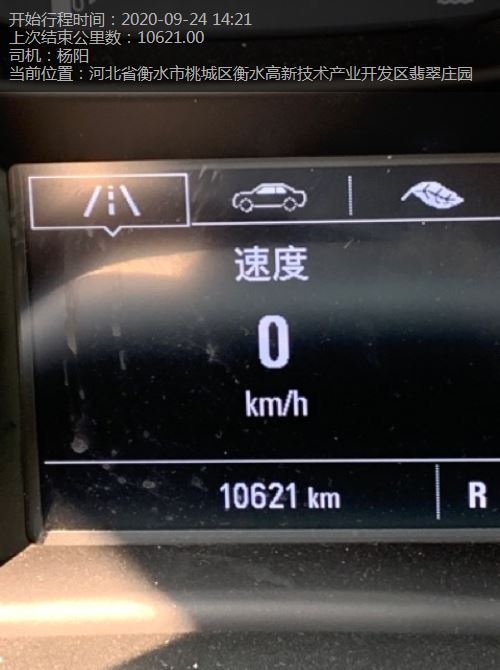 开始行程时间：2020-09-24 14:21
上次结束公里数：10621.00
司机：杨阳
当前位置：河北省衡水市桃城区衡水高新技术产业开发区翡翠庄园
速度
0
km/h
10621 km R